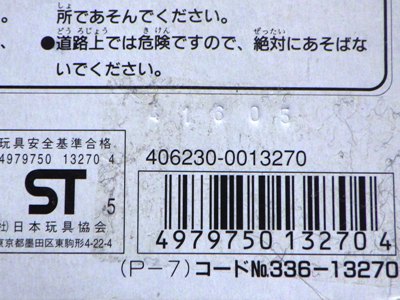 所であそんでください。
●道路上では危険ですので、絶対にあそばな
いでください。
玩具安全基準合格
4979750 13270 4
ST 5
日本玩具協会
東京都墨田区東駒形4-22-4
406230-0013270
4979750 132704
(P-7)コードNo.336-13270